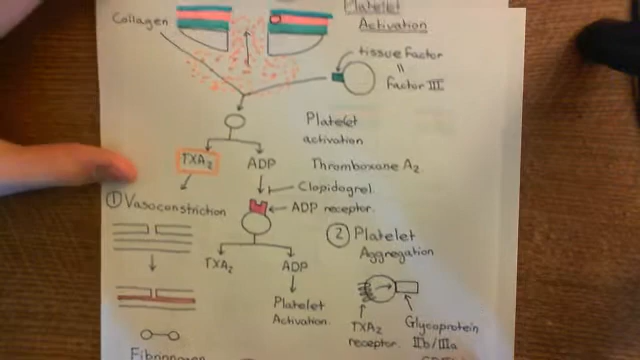 Platelet
Activation
Collagen
tissue Factor
=
Factor III
Platelet
activation
TXA2
ADP
Thromboxane A2
Clopidogrel
① Vasoconstriction
ADP receptor
② Platelet
Aggregation
TXA2
ADP
Platelet
Activation
TXA2
receptor
Glycoprotein
IIb/IIIa
Fibrinogen